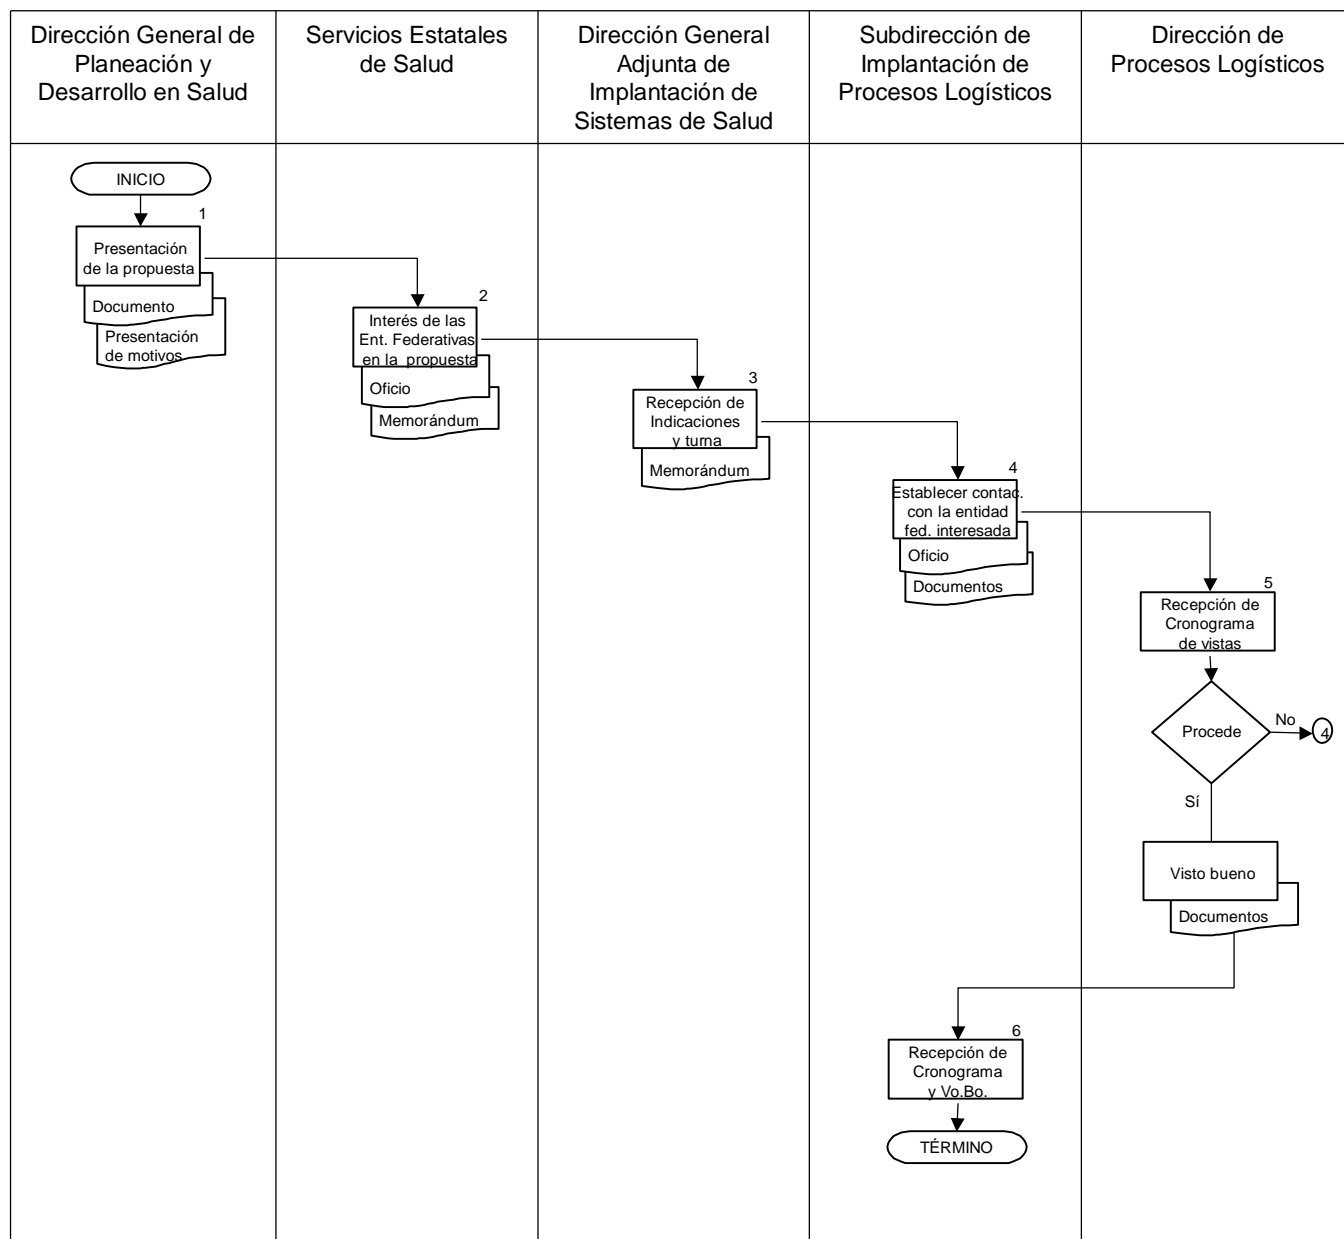 Dirección General de
Planeación y
Desarrollo en Salud
Servicios Estatales
de Salud
Dirección General
Adjunta de
Implantación de
Sistemas de Salud
Subdirección de
Implantación de
Procesos Logísticos
Dirección de
Procesos Logísticos
INICIO
1
Presentación
de la propuesta
Documento
Presentación
de motivos
2
Interés de las
Ent. Federativas
en la propuesta
Oficio
Memorándum
3
Recepción de
Indicaciones
y turna
Memorándum
4
Establecer contac.
con la entidad
fed. interesada
Oficio
Documentos
5
Recepción de
Cronograma
de vistas
Procede
No
4
Sí
Visto bueno
Documentos
6
Recepción de
Cronograma
y Vo.Bo.
TÉRMINO